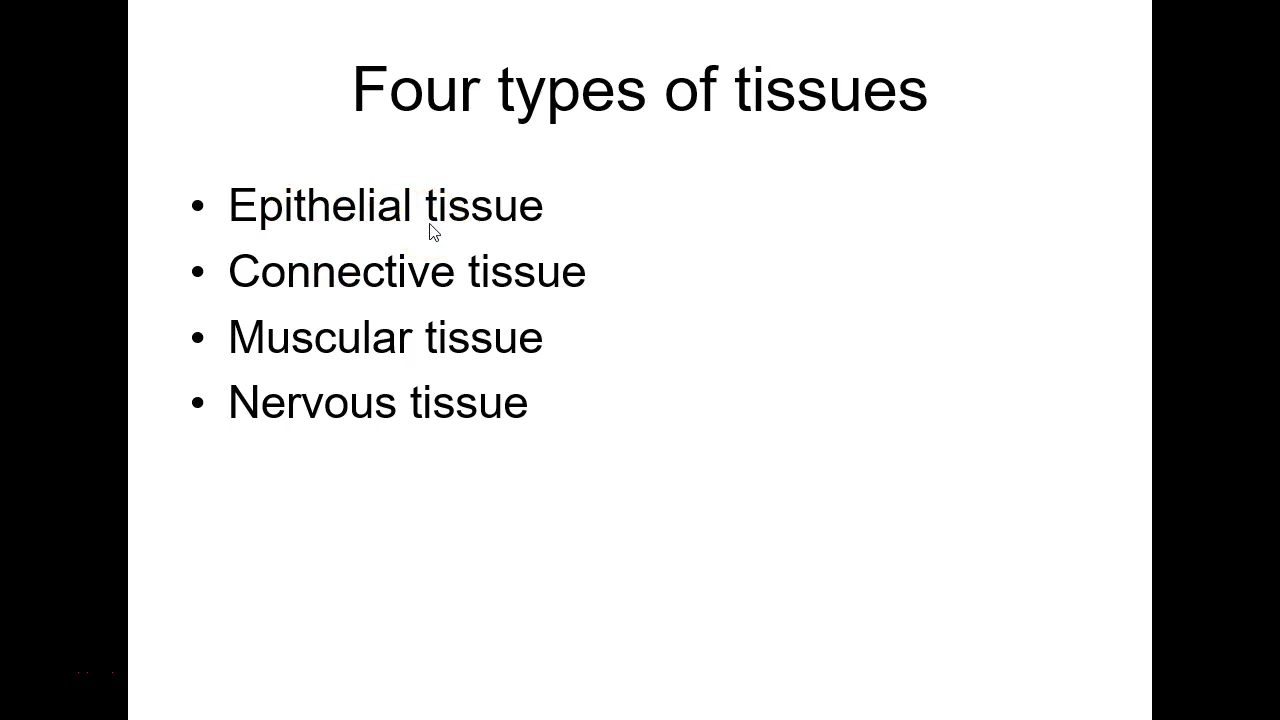 Four types of tissues
• Epithelial tissue
• Connective tissue
• Muscular tissue
• Nervous tissue